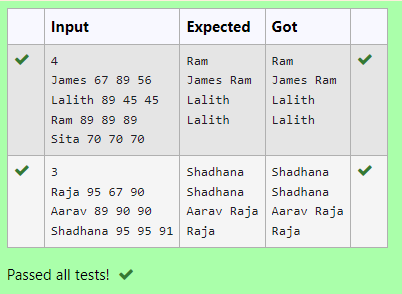 Input Expected Got
4 Ram Ram
James 67 89 56 James Ram James Ram
Lalith 89 45 45 Lalith Lalith
Ram 89 89 89 Lalith Lalith
Sita 70 70 70
3 Shadhana Shadhana
Raja 95 67 90 Shadhana Shadhana
Aarav 89 90 90 Aarav Raja Aarav Raja
Shadhana 95 95 91 Raja Raja
Passed all tests!